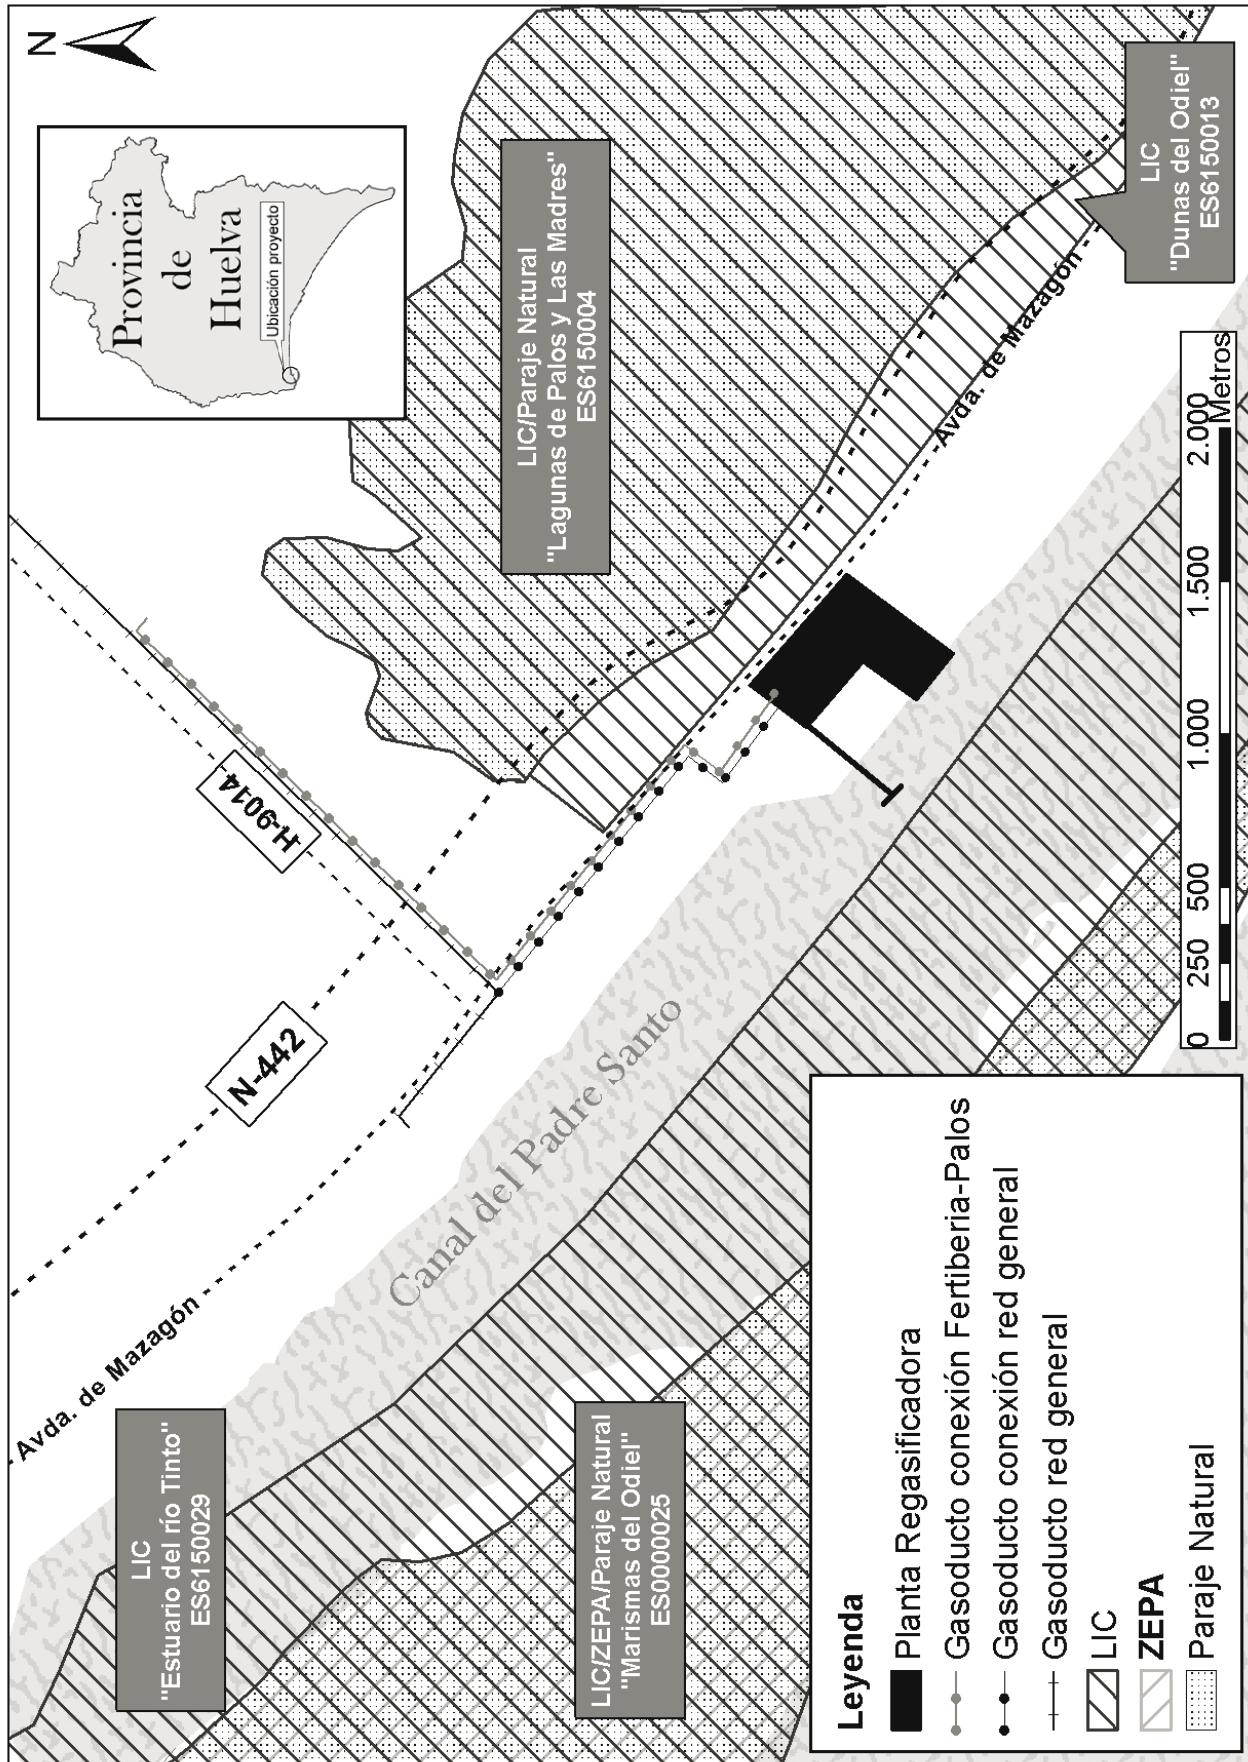 N
Provincia
de
Huelva
Ubicación proyecto
LIC
"Estuario del río Tinto"
ES6150029
Avda. de Mazagón
N-442
H-9014
LIC/Paraje Natural
"Lagunas de Palos y Las Madres"
ES6150004
LIC/ZEPA/Paraje Natural
"Marismas del Odiel"
ES0000025
Canal del Padre Santo
Avda. de Mazagón
LIC
"Dunas del Odiel"
ES6150013
Leyenda
Planta Regasificadora
Gasoducto conexión Fertiberia-Palos
Gasoducto conexión red general
Gasoducto red general
LIC
ZEPA
Paraje Natural
0 250 500 1.000 1.500 2.000
Metros